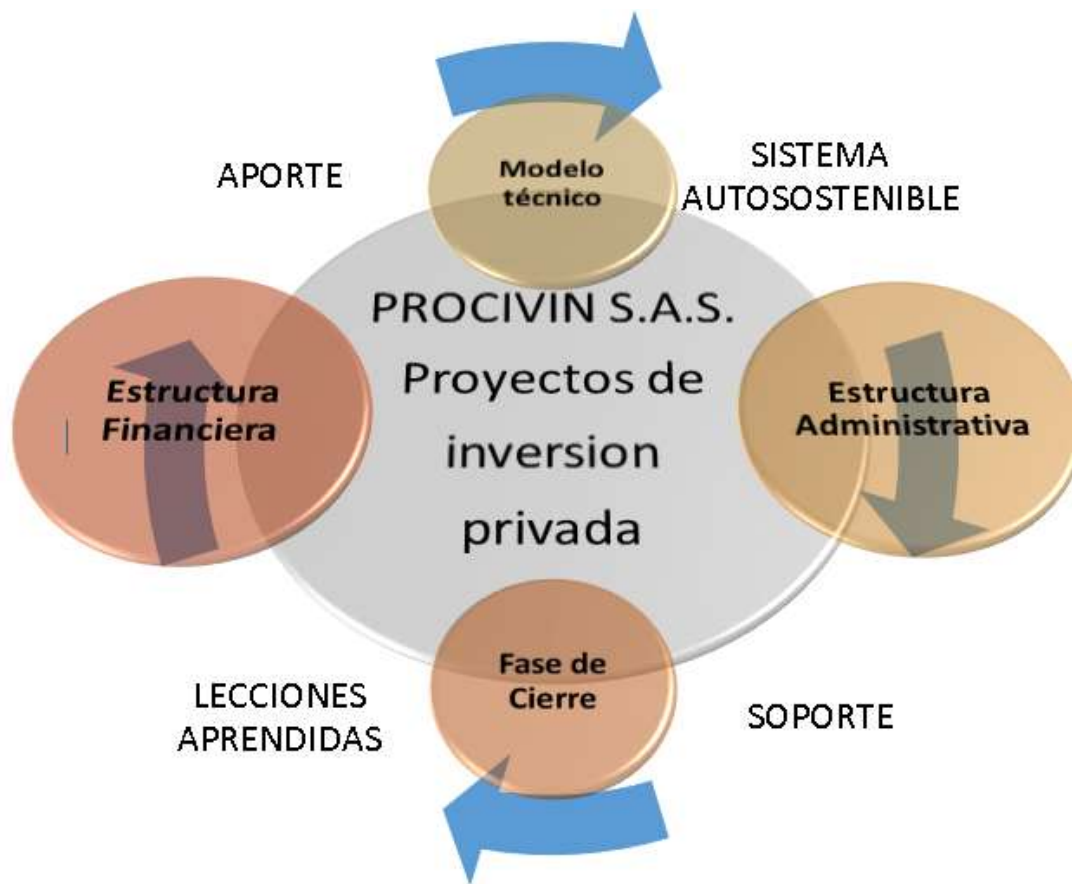 APORTE
Modelo
técnico
SISTEMA
AUTOSOSTENIBLE
PROCIVIN S.A.S.
Proyectos de
inversion
privada
Estructura
Financiera
Estructura
Administrativa
Fase de
Cierre
LECCIONES
APRENDIDAS
SOPORTE